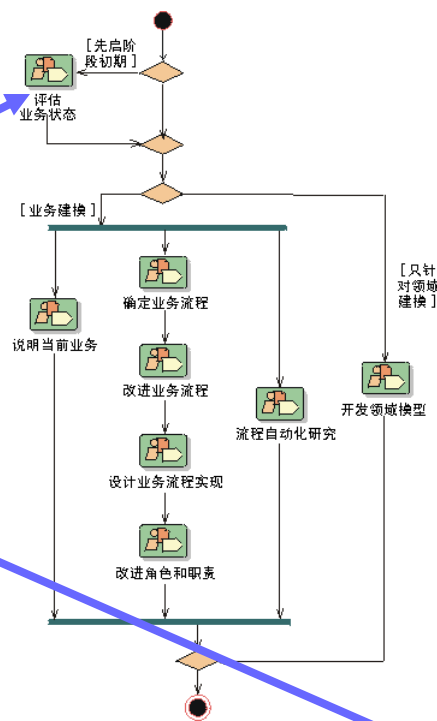 [先启阶
段初期]
评估
业务状态
[业务建模]
[只针
对领域
建模]
确定业务流程
说明当前业务
改进业务流程
流程自动化研究
开发领域模型
设计业务流程实现
改进角色和职责